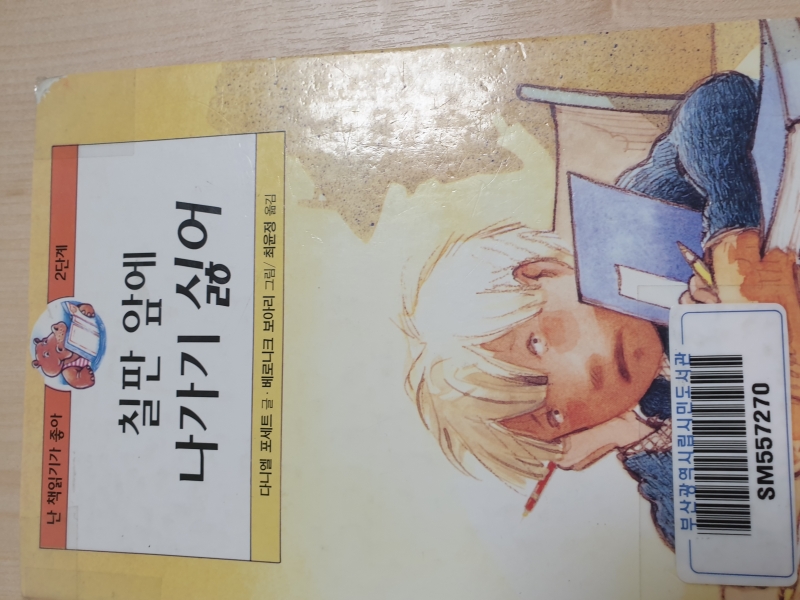 난 책읽기가 좋아
2단계
칠판 앞에
나가기 싫어
다니엘 포세트 글 · 베로니크 보아리 그림 / 최윤정 옮김
부산광역시립시민도서관
SM557270